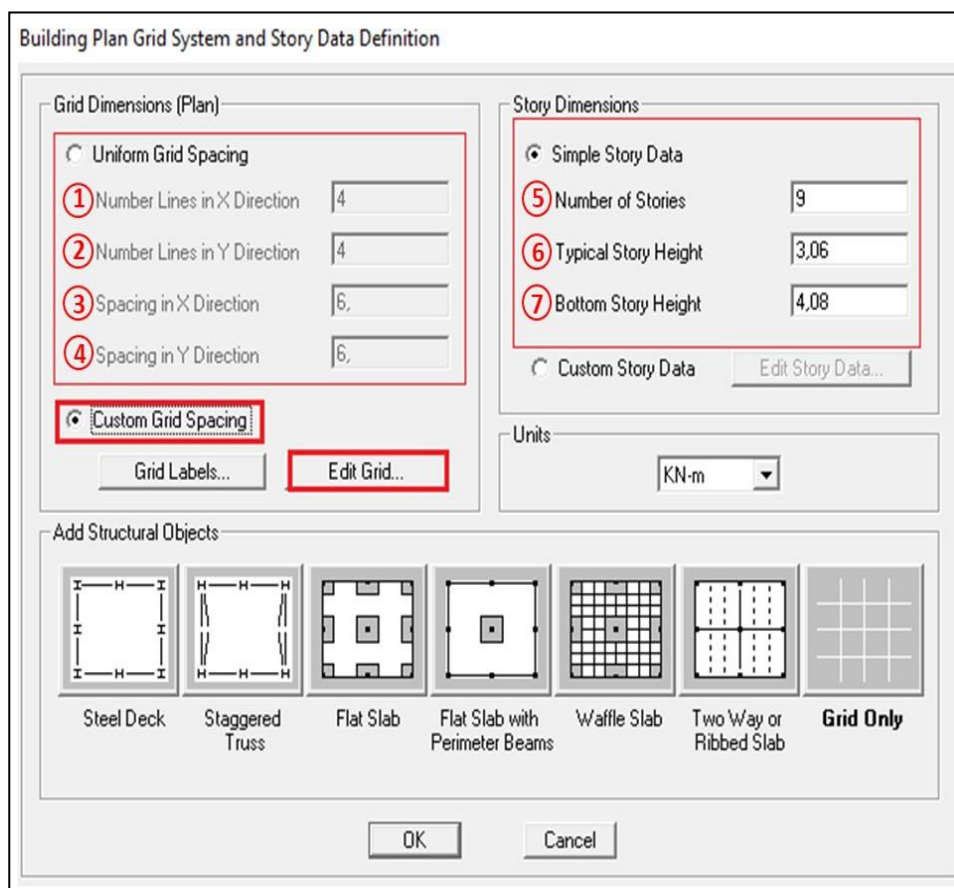 Building Plan Grid System and Story Data Definition
Grid Dimensions (Plan)
Uniform Grid Spacing
1 Number Lines in X Direction 4
2 Number Lines in Y Direction 4
3 Spacing in X Direction 6,
4 Spacing in Y Direction 6,
Custom Grid Spacing
Grid Labels... Edit Grid...
Story Dimensions
Simple Story Data
5 Number of Stories 9
6 Typical Story Height 3,06
7 Bottom Story Height 4,08
Custom Story Data Edit Story Data...
Units
KN-m
Add Structural Objects
Steel Deck
Staggered
Truss
Flat Slab
Flat Slab with
Perimeter Beams
Waffle Slab
Two Way or
Ribbed Slab
Grid Only
OK Cancel